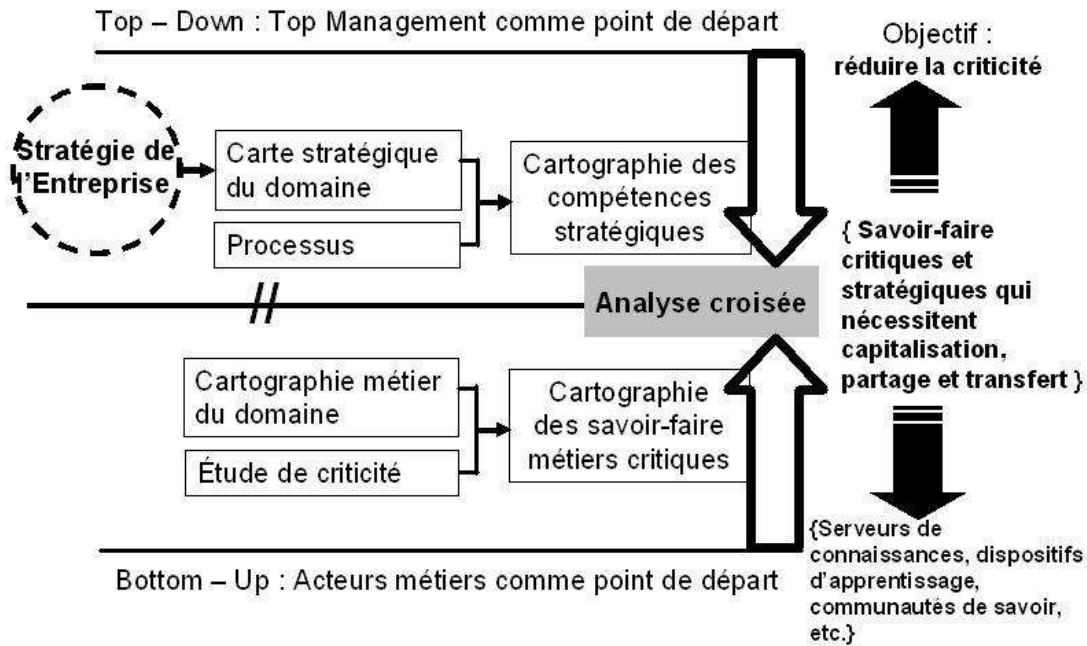 Top – Down : Top Management comme point de départ
Objectif :
réduire la criticité
Stratégie de
l'Entreprise
Carte stratégique
du domaine
Processus
Cartographie des
compétences
stratégiques
{ Savoir-faire
critiques et
stratégiques qui
nécessitent
capitalisation,
partage et transfert }
Analyse croisée
Cartographie métier
du domaine
Étude de criticité
Cartographie
des savoir-faire
métiers critiques
{Serveurs de
connaissances, dispositifs
d'apprentissage,
communautés de savoir,
etc.}
Bottom – Up : Acteurs métiers comme point de départ